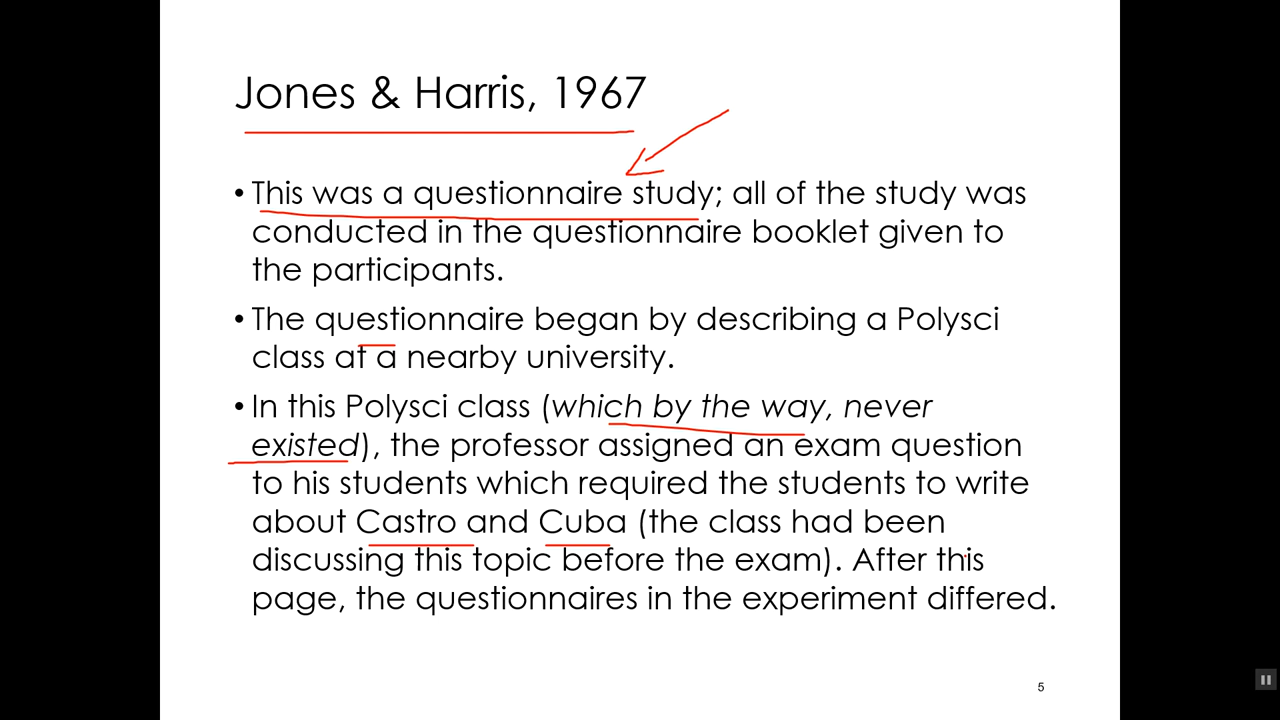 Jones & Harris, 1967
• This was a questionnaire study; all of the study was
conducted in the questionnaire booklet given to
the participants.
• The questionnaire began by describing a Polysci
class at a nearby university.
• In this Polysci class (which by the way, never
existed), the professor assigned an exam question
to his students which required the students to write
about Castro and Cuba (the class had been
discussing this topic before the exam). After this
page, the questionnaires in the experiment differed.
5